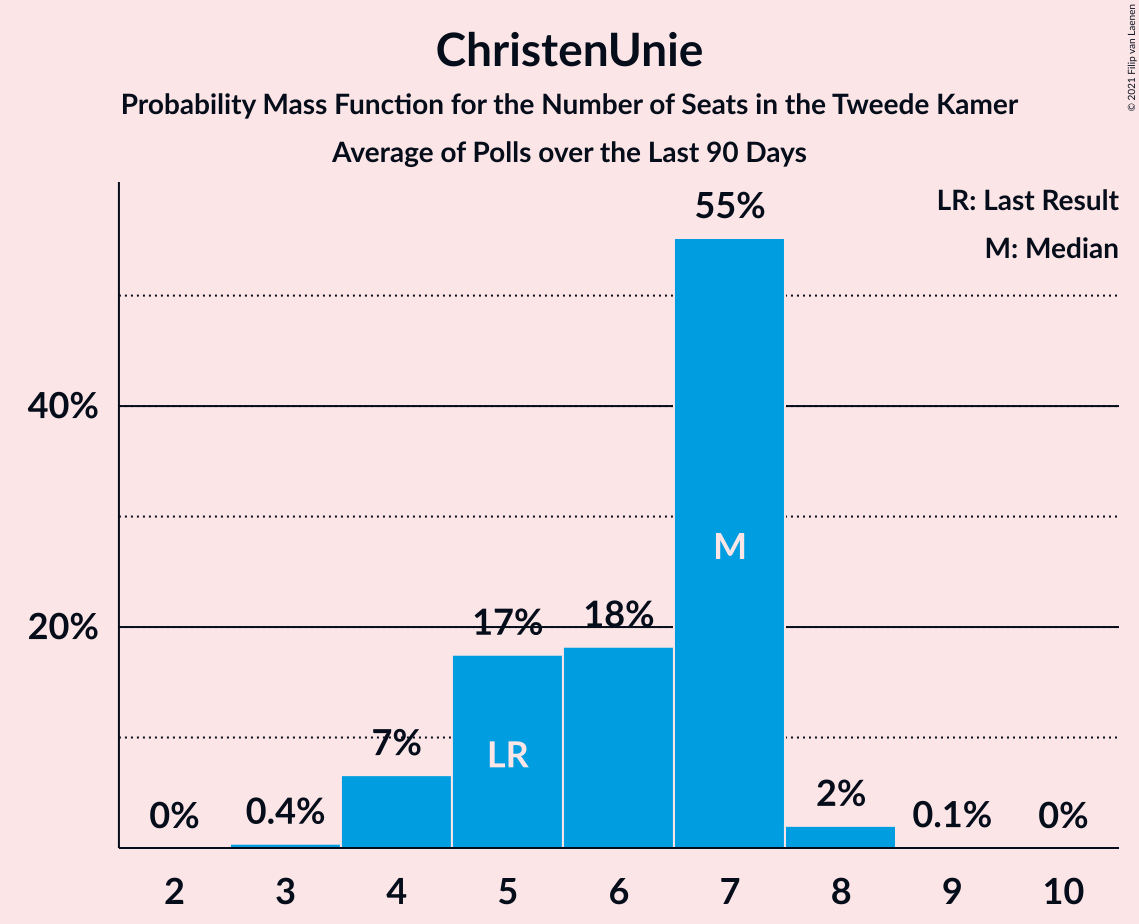 ChristenUnie
Probability Mass Function for the Number of Seats in the Tweede Kamer
Average of Polls over the Last 90 Days
© 2021 Filip van Laenen
LR: Last Result
M: Median
55%
40%
M
20%
17%
18%
7%
LR
0%
0.4%
2%
0.1%
0%
2 3 4 5 6 7 8 9 10